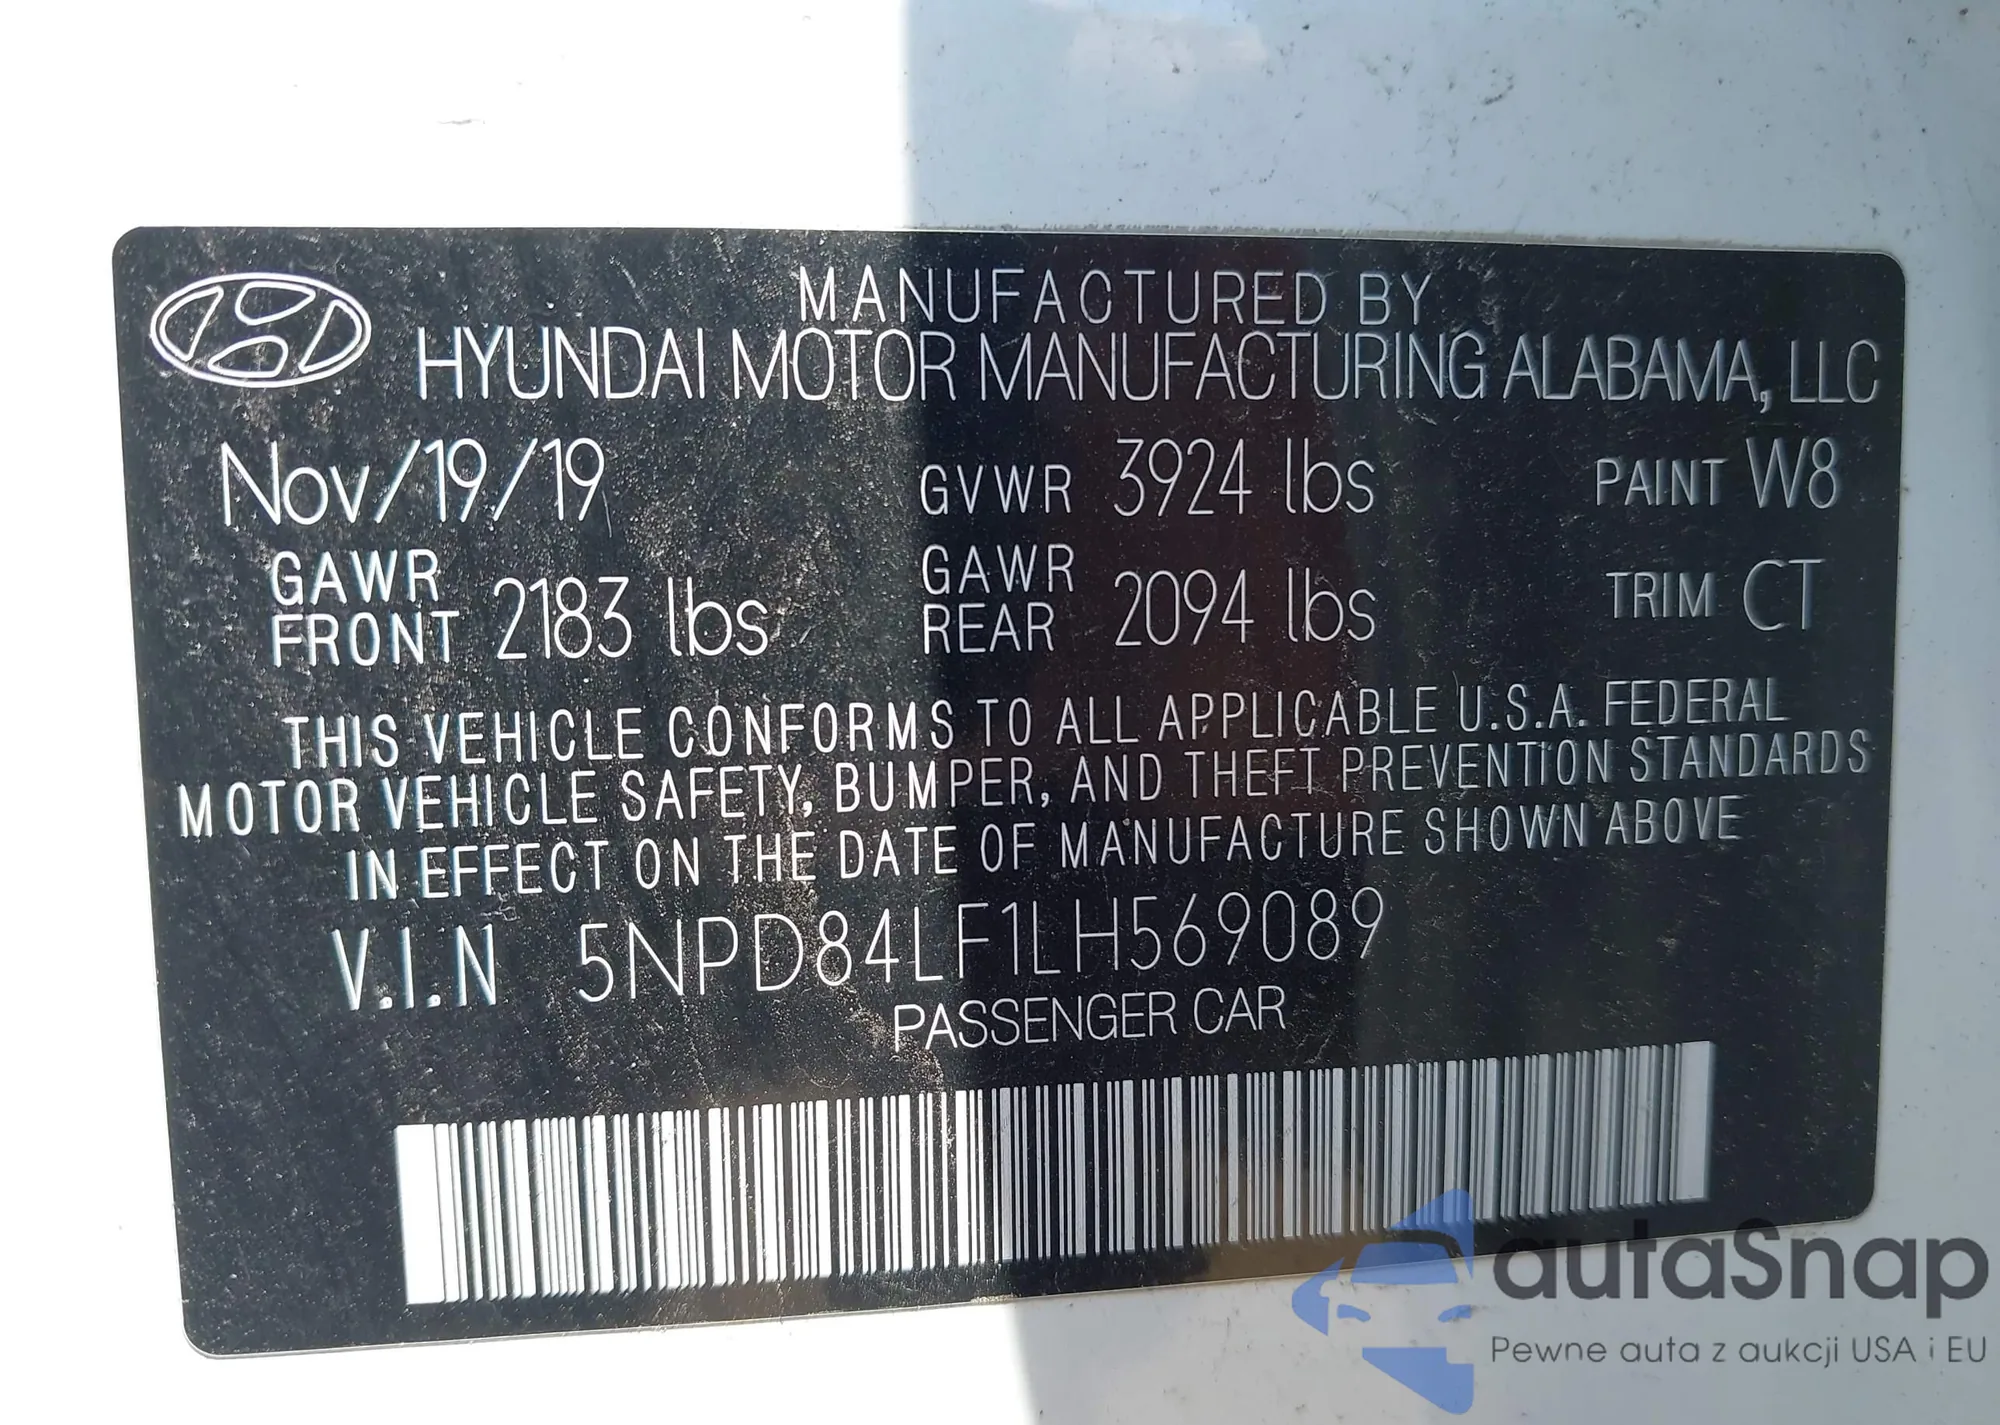 MANUFACTURED BY
HYUNDAI MOTOR MANUFACTURING ALABAMA, LLC
Nov/19/19 GVWR 3924 lbs PAINT W8
GAWR FRONT 2183 lbs GAWR REAR 2094 lbs TRIM CT
THIS VEHICLE CONFORMS TO ALL APPLICABLE U.S.A. FEDERAL
MOTOR VEHICLE SAFETY, BUMPER, AND THEFT PREVENTION STANDARDS
IN EFFECT ON THE DATE OF MANUFACTURE SHOWN ABOVE
V.I.N 5NPD84LF1LH569089
PASSENGER CAR
autaSnap
Pewne auta z aukcji USA i EU